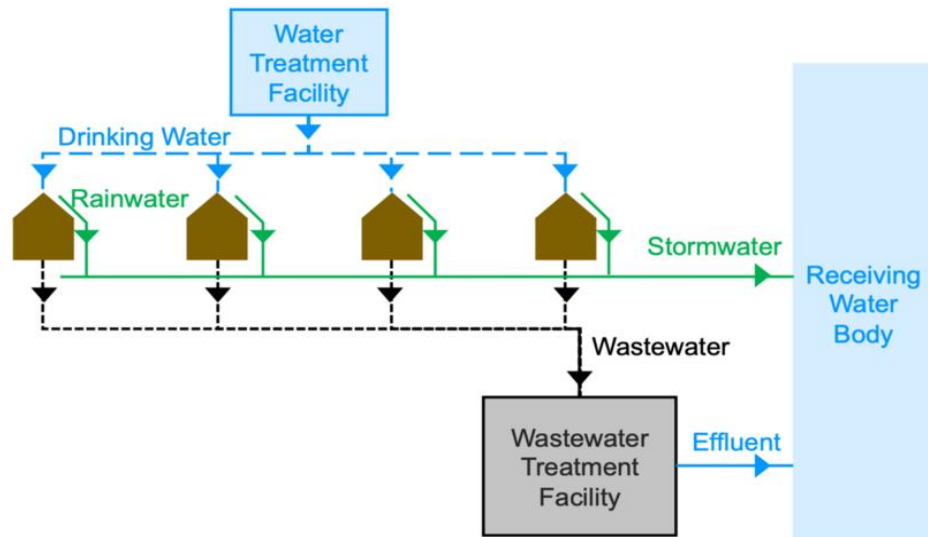 Water
Treatment
Facility
Drinking Water
Rainwater
Stormwater
Receiving
Water
Body
Wastewater
Wastewater
Treatment
Facility
Effluent